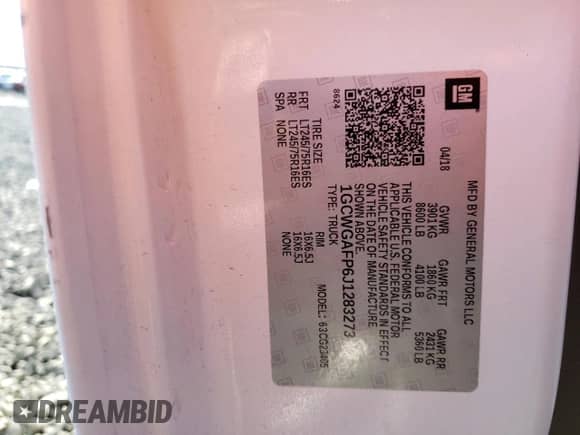 GM
MFD BY GENERAL MOTORS LLC
04/18 GVWR GAWR FRT GAWR RR
3901 KG 1860 KG 2431 KG
8600 LB 4100 LB 5360 LB
THIS VEHICLE CONFORMS TO ALL
APPLICABLE U.S. FEDERAL MOTOR
VEHICLE SAFETY STANDARDS IN EFFECT
ON THE DATE OF MANUFACTURE
SHOWN ABOVE.
1GCWGAFP6J1283273
TYPE: TRUCK
8624 MODEL: 63CG23405
TIRE SIZE RIM
FRT LT245/75R16ES 16X6.5J
RR LT245/75R16ES 16X6.5J
SPA NONE NONE
DREAMBID